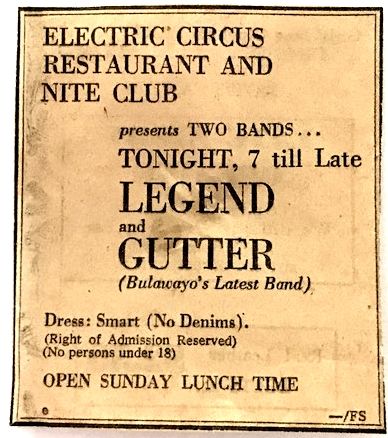 ELECTRIC CIRCUS
RESTAURANT AND
NITE CLUB
presents TWO BANDS...
TONIGHT, 7 till Late
LEGEND
and
GUTTER
(Bulawayo's Latest Band)
Dress: Smart (No Denims).
(Right of Admission Reserved)
(No persons under 18)
OPEN SUNDAY LUNCH TIME
e
—/FS